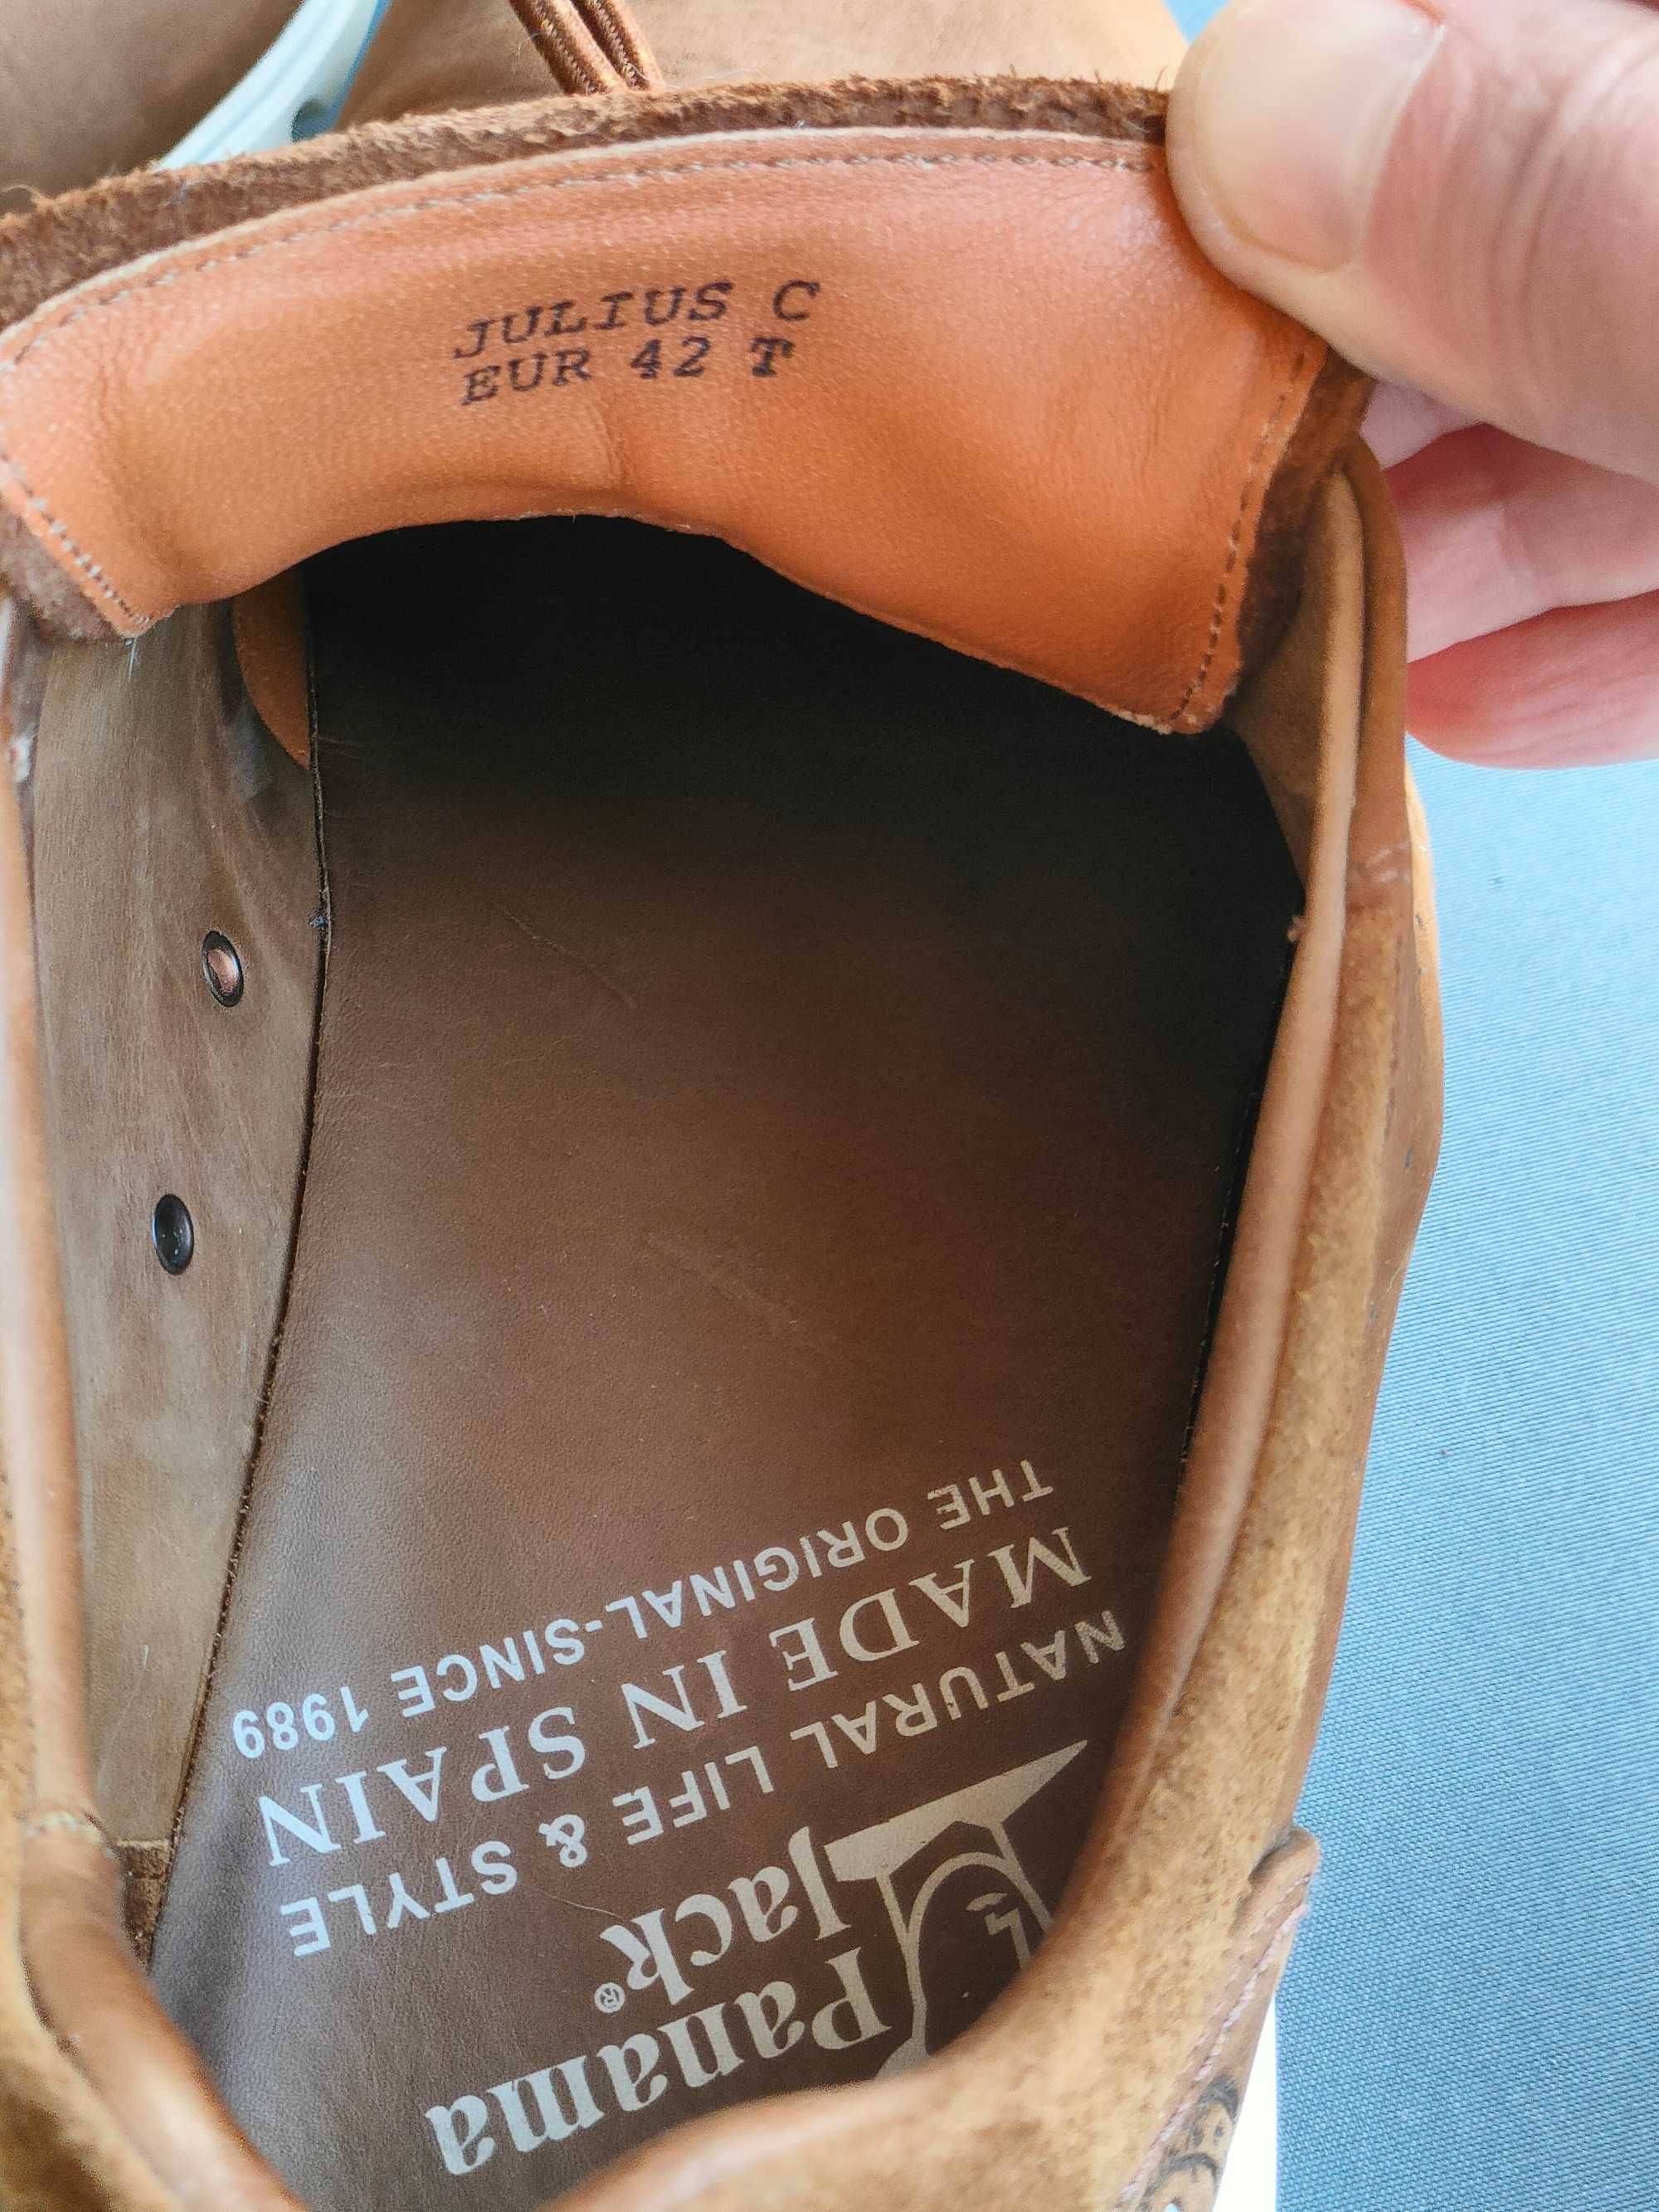 JULIUS C
EUR 42 T
Panama
Jack®
NATURAL LIFE & STYLE
MADE IN SPAIN
THE ORIGINAL-SINCE 1989